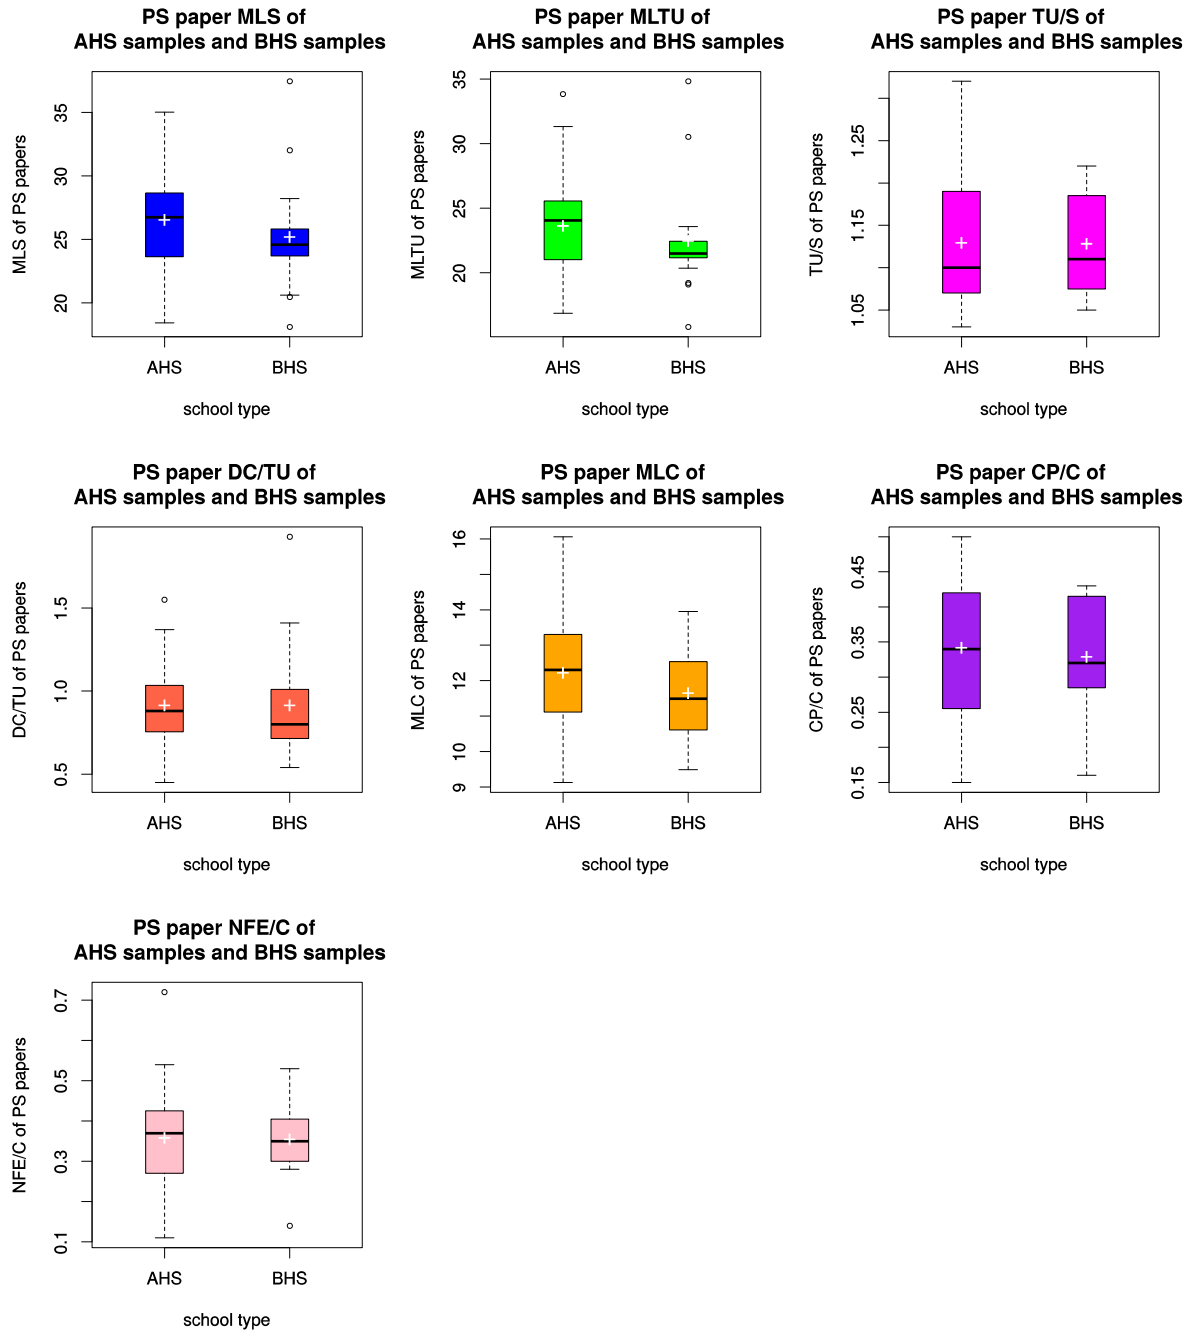 PS paper MLS of
AHS samples and BHS samples
MLS of PS papers
35
30
25
20
AHS BHS
school type
PS paper MLTU of
AHS samples and BHS samples
MLTU of PS papers
35
30
25
20
AHS BHS
school type
PS paper TU/S of
AHS samples and BHS samples
TU/S of PS papers
1.25
1.15
1.05
AHS BHS
school type
PS paper DC/TU of
AHS samples and BHS samples
DC/TU of PS papers
1.5
1.0
0.5
AHS BHS
school type
PS paper MLC of
AHS samples and BHS samples
MLC of PS papers
16
14
12
10
9
AHS BHS
school type
PS paper CP/C of
AHS samples and BHS samples
CP/C of PS papers
0.45
0.35
0.25
0.15
AHS BHS
school type
PS paper NFE/C of
AHS samples and BHS samples
NFE/C of PS papers
0.7
0.5
0.3
0.1
AHS BHS
school type